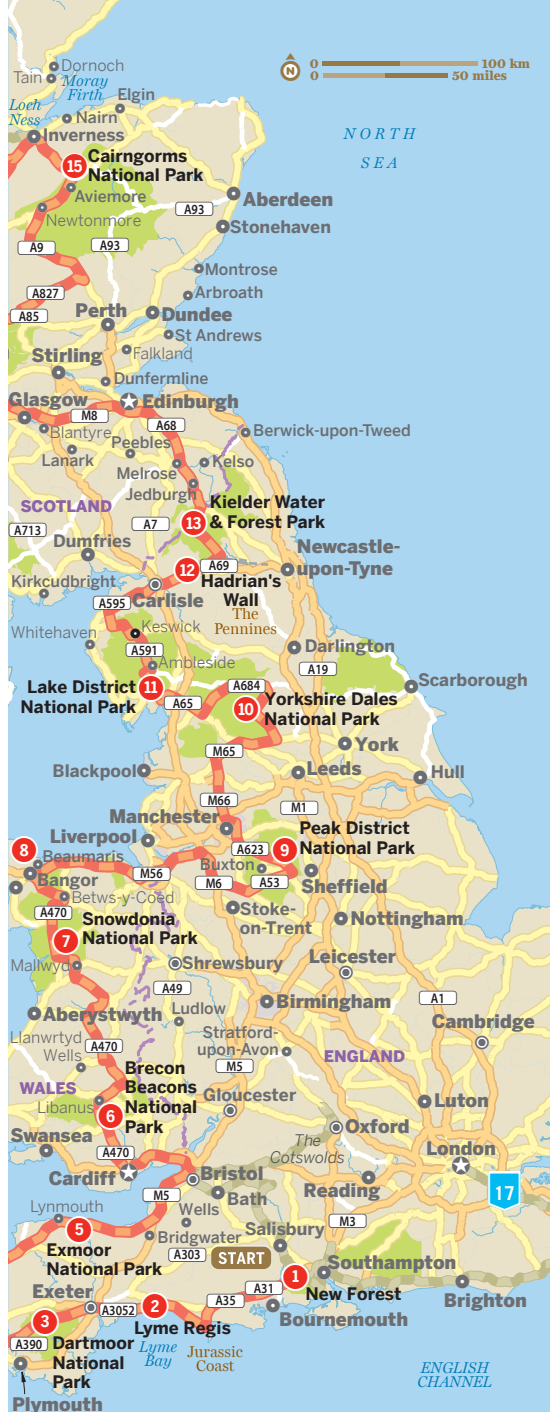 Dornoch
Tain
Moray
Firth
Elgin
Loch
Ness
Nairn
Inverness
N
0 100 km
0 50 miles
NORTH
SEA
15
Cairngorms
National Park
Aviemore
A93
Aberdeen
Newtonmore
Stonehaven
A9
A93
Montrose
A827
Arbroath
A85
Perth
Dundee
St Andrews
Stirling
Falkland
Dunfermline
Glasgow
Edinburgh
M8
A68
Blantyre
Berwick-upon-Tweed
Peebles
Lanark
Kelso
Melrose
Jedburgh
SCOTLAND
Kielder Water
& Forest Park
13
A713
A7
Dumfries
Newcastle-
upon-Tyne
12
A69
Hadrian's
Wall
Kirkcudbright
Carlisle
A595
The
Pennines
Whitehaven
Keswick
A591
Darlington
Ambleside
A19
Lake District
National Park
11
A684
Scarborough
A65
10
Yorkshire Dales
National Park
M65
York
Blackpool
Leeds
Hull
M66
M1
Manchester
Liverpool
Peak District
National Park
8
A623
9
Beaumaris
Buxton
M56
Bangor
M6
A53
Sheffield
Betws-y-Coed
A470
Stoke-
on-Trent
Snowdonia
National Park
Nottingham
7
Mallwyd
Shrewsbury
Leicester
A49
A1
Birmingham
Aberystwyth
Ludlow
Cambridge
Llanwrtyd
Wells
A470
Stratford-
upon-Avon
ENGLAND
M5
Brecon
Beacons
National
Park
WALES
Libanus
6
Gloucester
Luton
Oxford
Swansea
The
Cotswolds
London
A470
Cardiff
Bristol
Reading
17
M5
Bath
Lynmouth
Wells
M3
5
Bridgwater
Salisbury
Exmoor
National Park
A303
START
Southampton
1
New Forest
Exeter
A31
Brighton
A3052
2
A35
Bournemouth
3
Lyme Regis
A390
Dartmoor
National
Park
Lyme
Bay
Jurassic
Coast
ENGLISH
CHANNEL
Plymouth